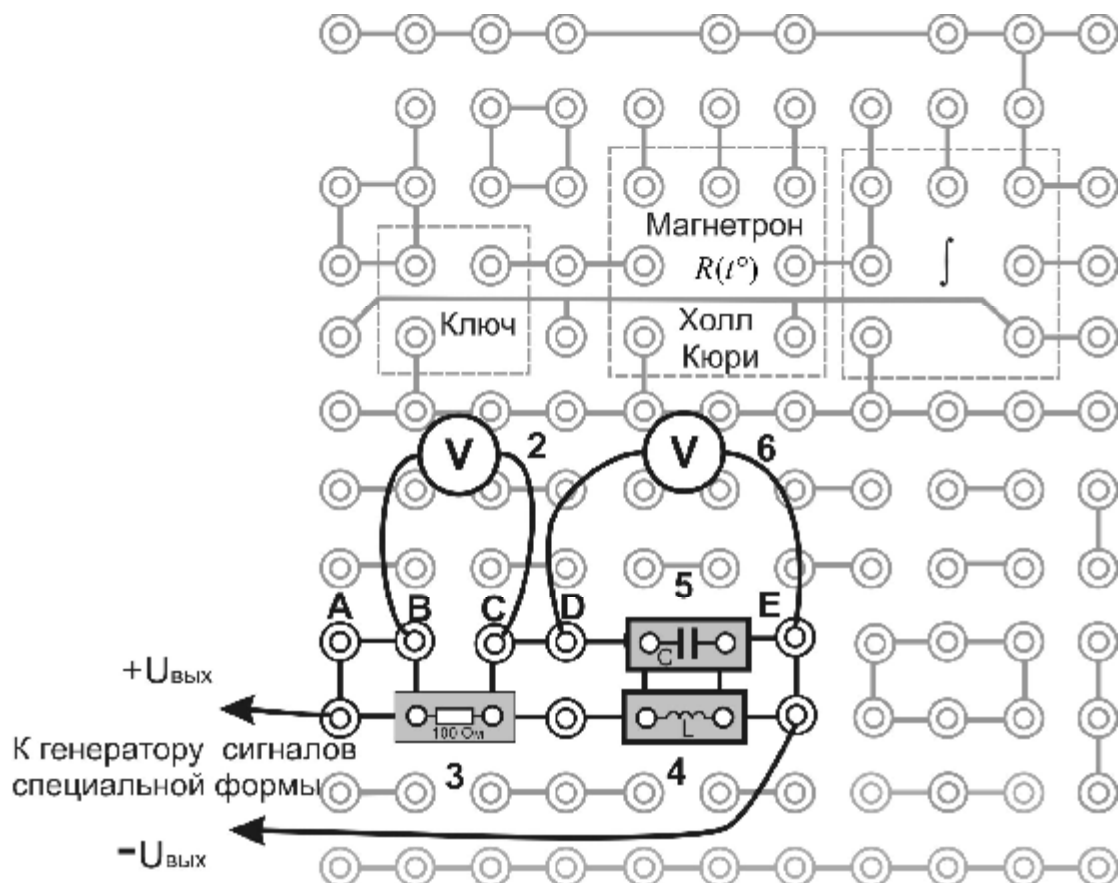 Магнетрон
R(t°)
∫
Ключ
Холл
Кюри
V
2
V
6
5
A
B
C
D
E
C
+Uвых
100 Ом
L
К генератору сигналов
специальной формы
3
4
-Uвых